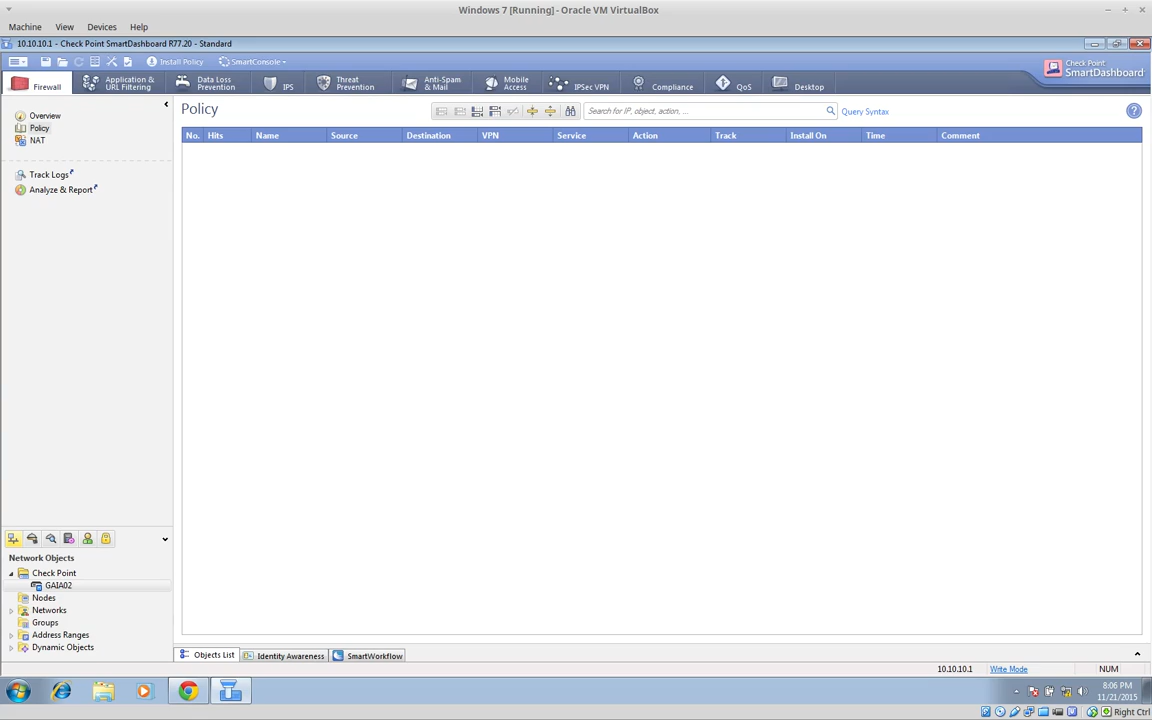 Windows 7 [Running] - Oracle VM VirtualBox
Machine View Devices Help
10.10.10.1 - Check Point SmartDashboard R77.20 - Standard
Install Policy SmartConsole
Check Point
SmartDashboard
Firewall
Application &
URL Filtering
Data Loss
Prevention
IPS
Threat
Prevention
Anti-Spam
& Mail
Mobile
Access
IPSec VPN
Compliance
QoS
Desktop
Overview
Policy
NAT
Track Logs
Analyze & Report
Policy
Search for IP, object, action, ...
Query Syntax
No. Hits Name Source Destination VPN Service Action Track Install On Time Comment
Network Objects
Check Point
GAIA02
Nodes
Networks
Groups
Address Ranges
Dynamic Objects
Objects List Identity Awareness SmartWorkflow
10.10.10.1 Write Mode NUM
8:06 PM
11/21/2015
Right Ctrl